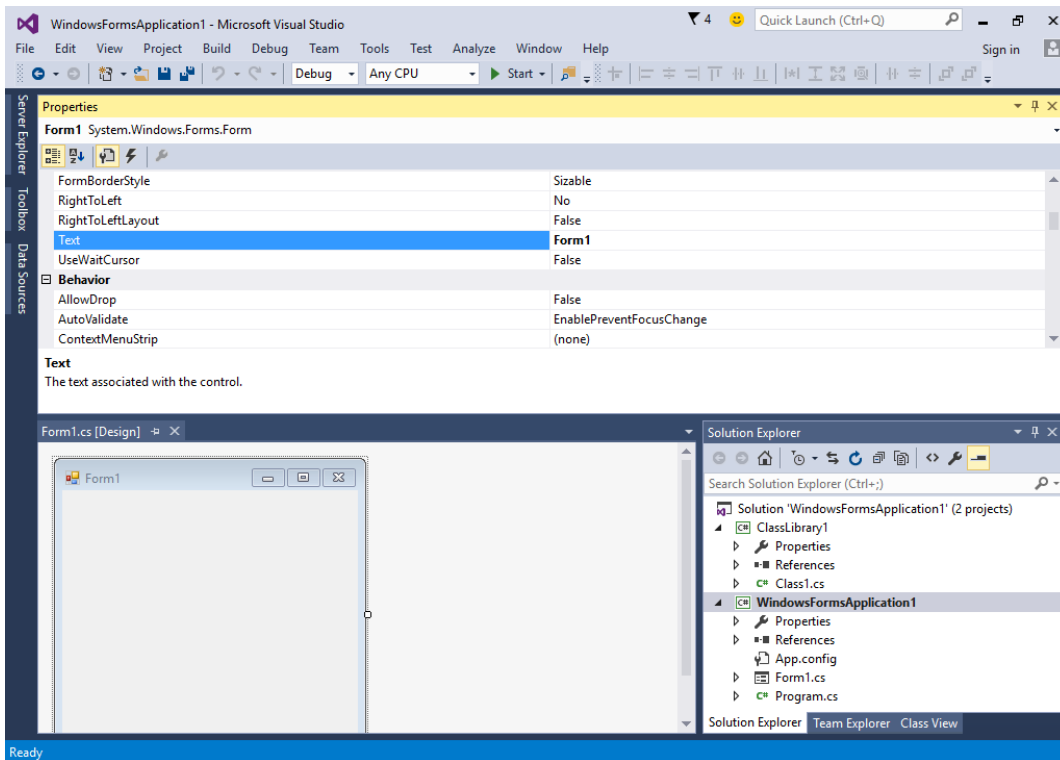 WindowsFormsApplication1 - Microsoft Visual Studio
4
Quick Launch (Ctrl+Q)
File Edit View Project Build Debug Team Tools Test Analyze Window Help
Sign in
Debug Any CPU Start
Server Explorer
Toolbox
Data Sources
Properties
Form1 System.Windows.Forms.Form
FormBorderStyle Sizable
RightToLeft No
RightToLeftLayout False
Text Form1
UseWaitCursor False
Behavior
AllowDrop False
AutoValidate EnablePreventFocusChange
ContextMenuStrip (none)
Text
The text associated with the control.
Form1.cs [Design]
Form1
Solution Explorer
Search Solution Explorer (Ctrl+;)
Solution 'WindowsFormsApplication1' (2 projects)
C# ClassLibrary1
Properties
References
C# Class1.cs
C# WindowsFormsApplication1
Properties
References
App.config
Form1.cs
C# Program.cs
Solution Explorer Team Explorer Class View
Ready